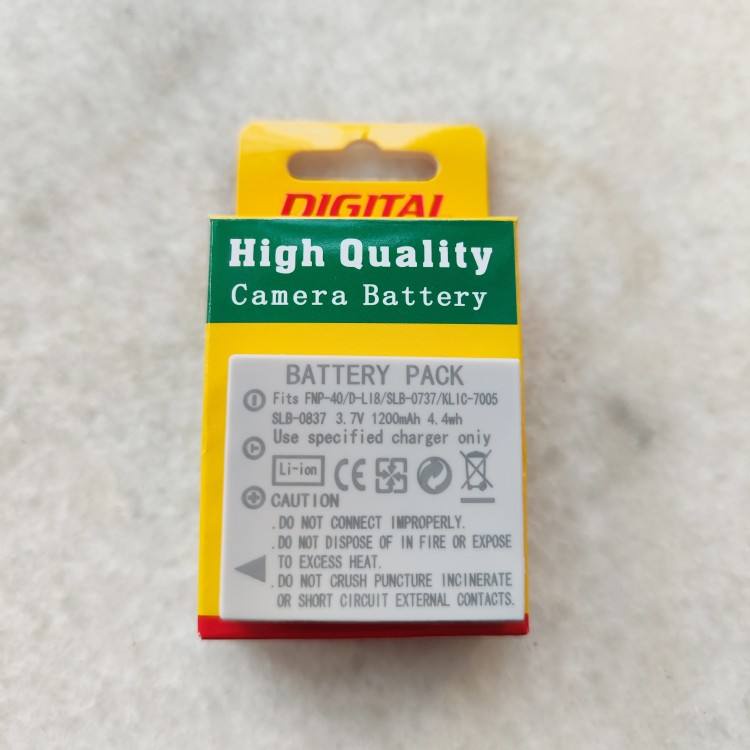 DIGITAL
High Quality
Camera Battery
BATTERY PACK
Fits FNP-40/D-LI8/SLB-0737/KLIC-7005
SLB-0837 3.7V 1200mAh 4.4wh
Use specified charger oniy
Li-ion CE
CAUTION
.DO NOT CONNECT IMPROPERLY.
.DO NOT DISPOSE OF IN FIRE OR EXPOSE
TO EXCESS HEAT.
.DO NOT CRUSH PUNCTURE INCINERATE
OR SHORT CIRCUIT EXTERNAL CONTACTS.